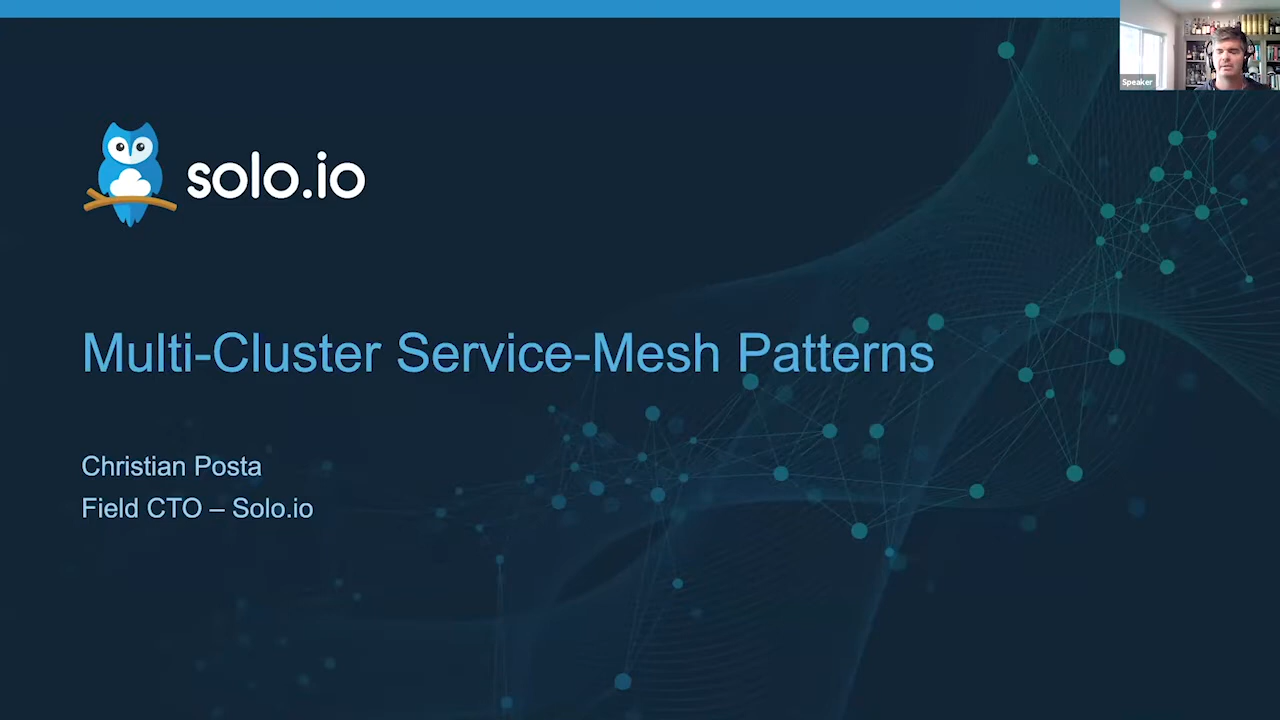 Speaker
solo.io
Multi-Cluster Service-Mesh Patterns
Christian Posta
Field CTO – Solo.io